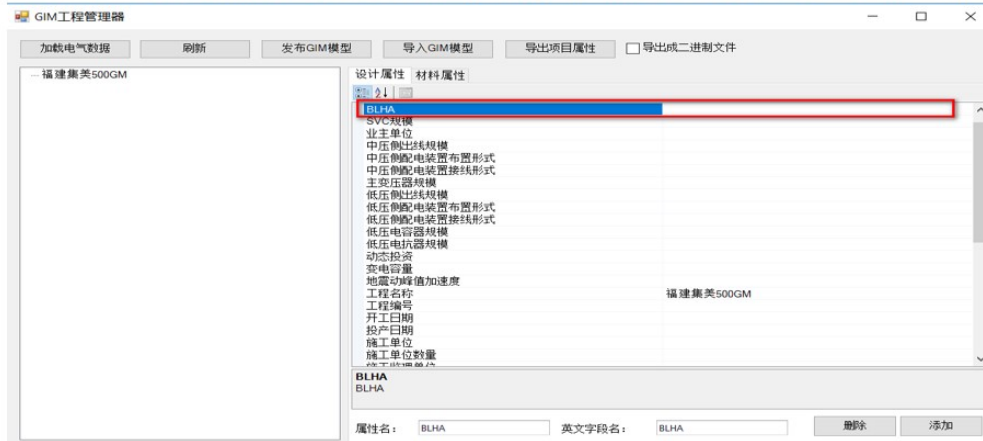 GIM工程管理器
加载电气数据 刷新 发布GIM模型 导入GIM模型 导出项目属性 导出成二进制文件
福建集美500GM
设计属性 材料属性
BLHA
SVC规模
业主单位
中压侧出线规模
中压侧配电装置布置形式
中压侧配电装置接线形式
主变压器规模
低压侧出线规模
低压侧配电装置布置形式
低压侧配电装置接线形式
低压电容器规模
低压电抗器规模
动态投资
变电容量
地震动峰值加速度
工程名称 福建集美500GM
工程编号
开工日期
投产日期
施工单位
施工单位数量
施工监理单位
BLHA
BLHA
属性名: BLHA 英文字段名: BLHA 删除 添加